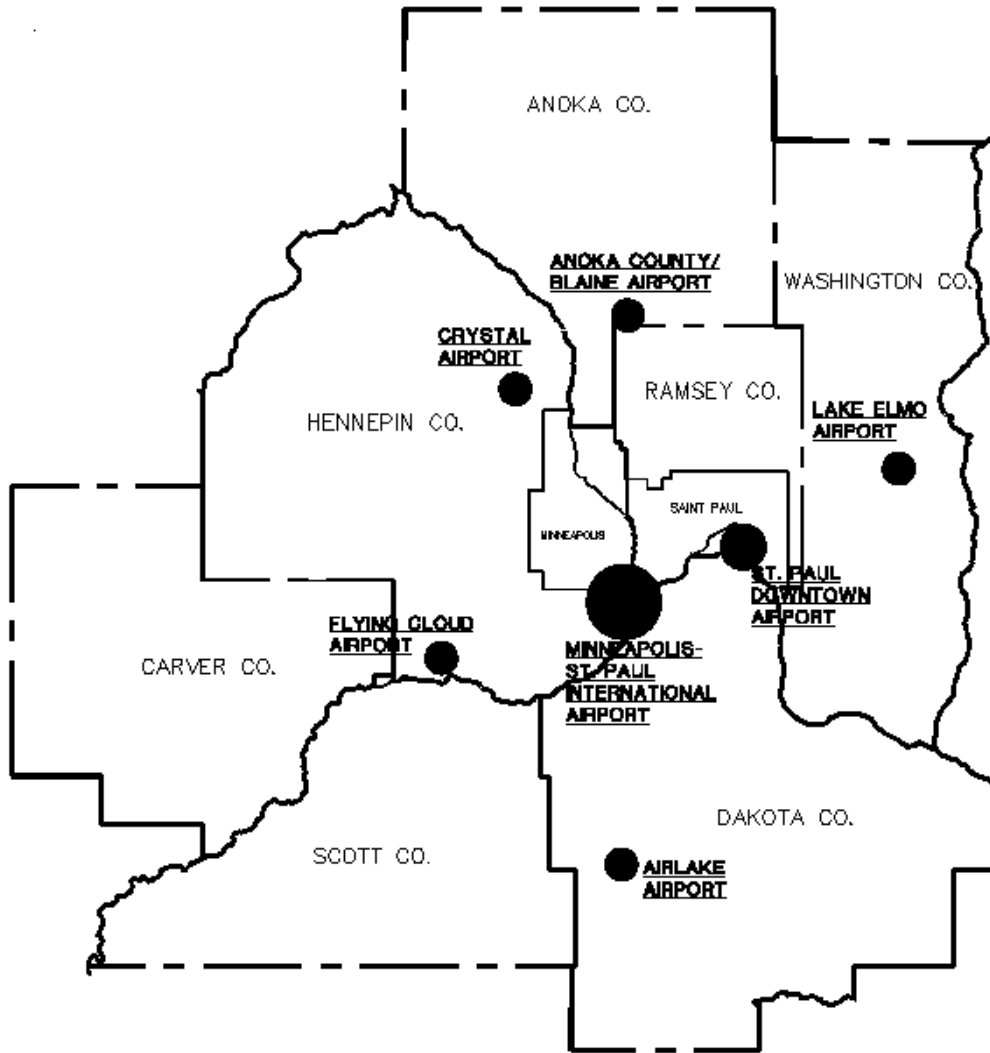 ANOKA CO.
ANOKA COUNTY/
BLAINE AIRPORT
WASHINGTON CO.
CRYSTAL
AIRPORT
RAMSEY CO.
HENNEPIN CO.
LAKE ELMO
AIRPORT
SAINT PAUL
MINNEAPOLIS
ST. PAUL
DOWNTOWN
AIRPORT
FLYING CLOUD
AIRPORT
MINNEAPOLIS-
ST. PAUL
INTERNATIONAL
AIRPORT
CARVER CO.
DAKOTA CO.
SCOTT CO.
AIRLAKE
AIRPORT